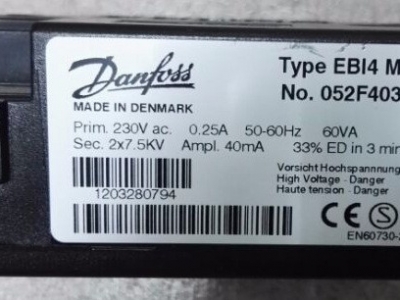 Danfoss
MADE IN DENMARK
Type EBI4 M
No. 052F403
Prim. 230V ac. 0.25A 50-60Hz 60VA
Sec. 2x7.5KV Ampl. 40mA 33% ED in 3 min
1203280794
Vorsicht Hochspannung
High Voltage - Danger
Haute tension - Danger
CE S
EN60730-2